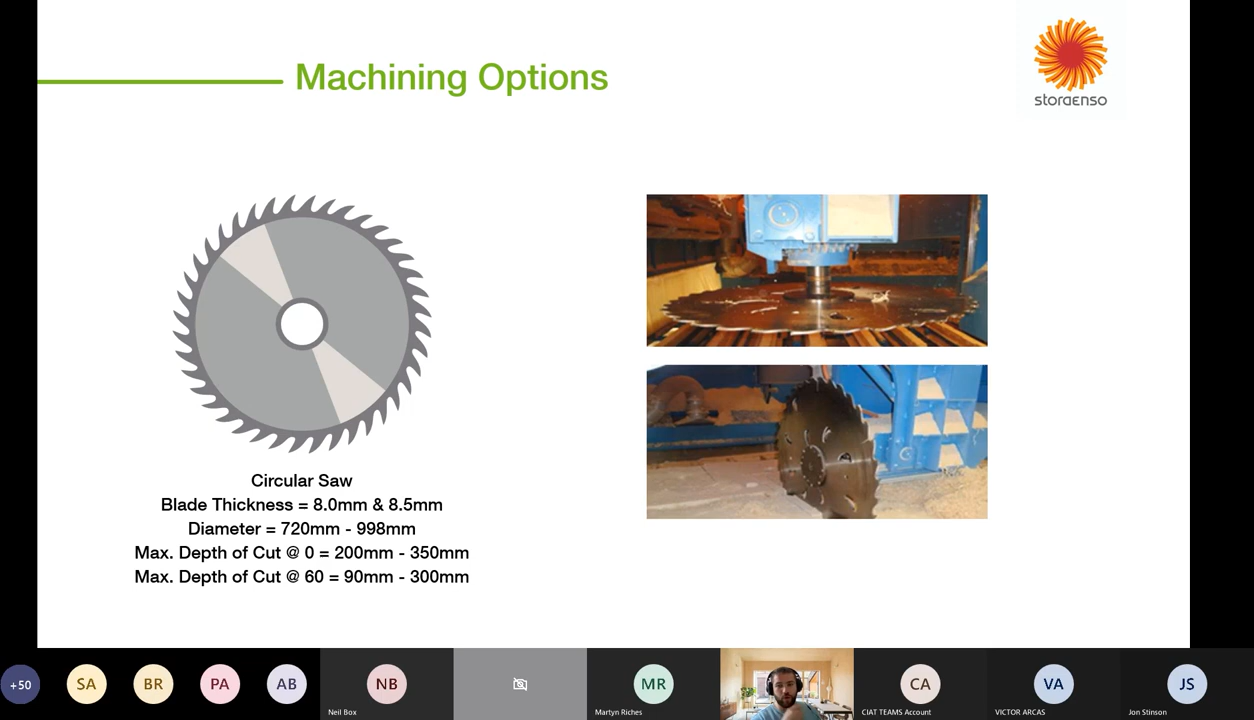 Machining Options
storaenso
Circular Saw
Blade Thickness = 8.0mm & 8.5mm
Diameter = 720mm - 998mm
Max. Depth of Cut @ 0 = 200mm - 350mm
Max. Depth of Cut @ 60 = 90mm - 300mm
+50
SA
BR
PA
AB
NB
MR
CA
VA
JS
Neil Box
Martyn Riches
CIAT TEAMS Account
VICTOR ARCAS
Jon Stinson